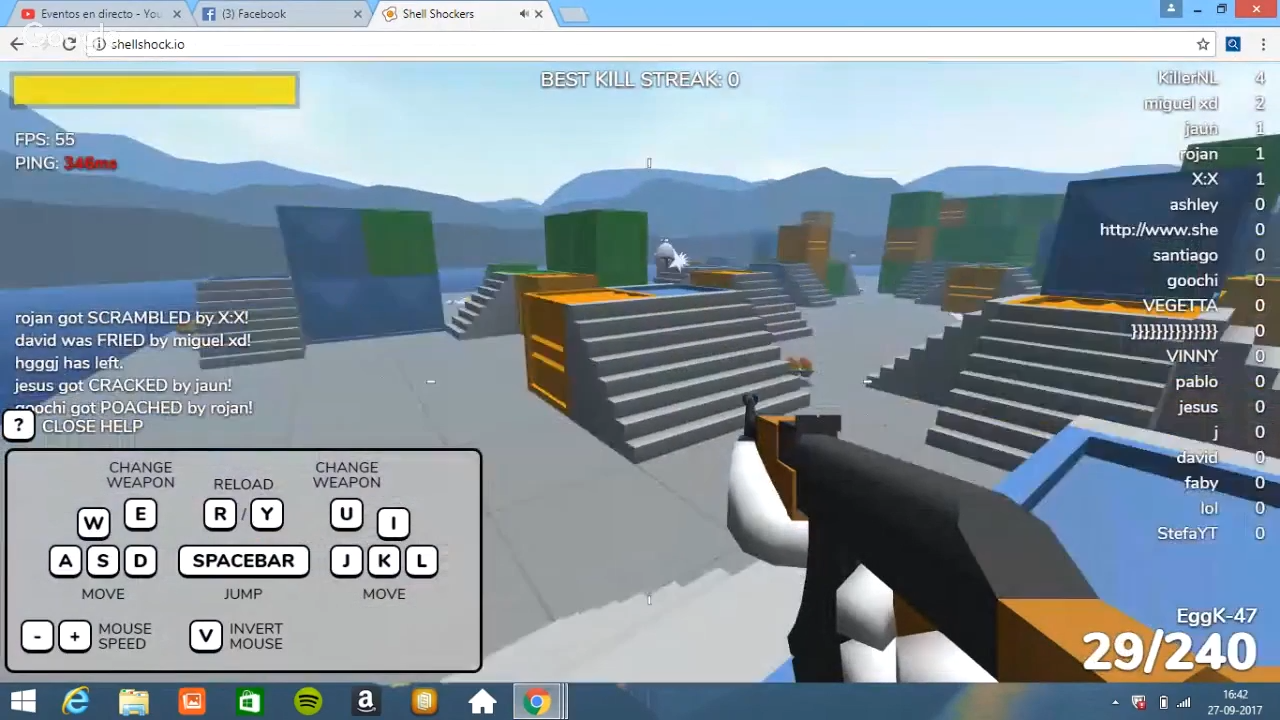 Eventos en directo - You
(3) Facebook
Shell Shockers
Google
shellshock.io
BEST KILL STREAK: 0
FPS: 55
PING: 346ms
KillerNL 4
miguel xd 2
jaun 1
rojan 1
X:X 1
ashley 0
http://www.she 0
santiago 0
goochi 0
VEGETTA 0
}}}}}}}}}}}}} 0
VINNY 0
pablo 0
jesus 0
j 0
david 0
faby 0
lol 0
StefaYT 0
rojan got SCRAMBLED by X:X!
david was FRIED by miguel xd!
hgggj has left.
jesus got CRACKED by jaun!
goochi got POACHED by rojan!
? CLOSE HELP
CHANGE WEAPON
RELOAD
CHANGE WEAPON
W E R / Y U I
A S D SPACEBAR J K L
MOVE JUMP MOVE
- + MOUSE SPEED
V INVERT MOUSE
EggK-47
29/240
16:42
27-09-2017